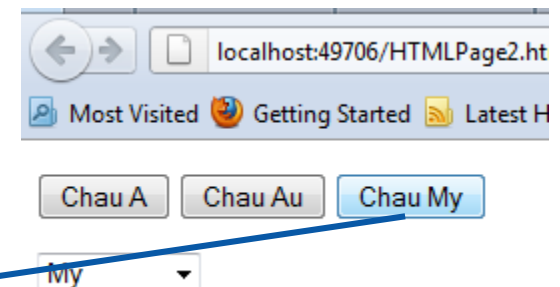 localhost:49706/HTMLPage2.ht
Most Visited Getting Started Latest H
Chau A Chau Au Chau My
My